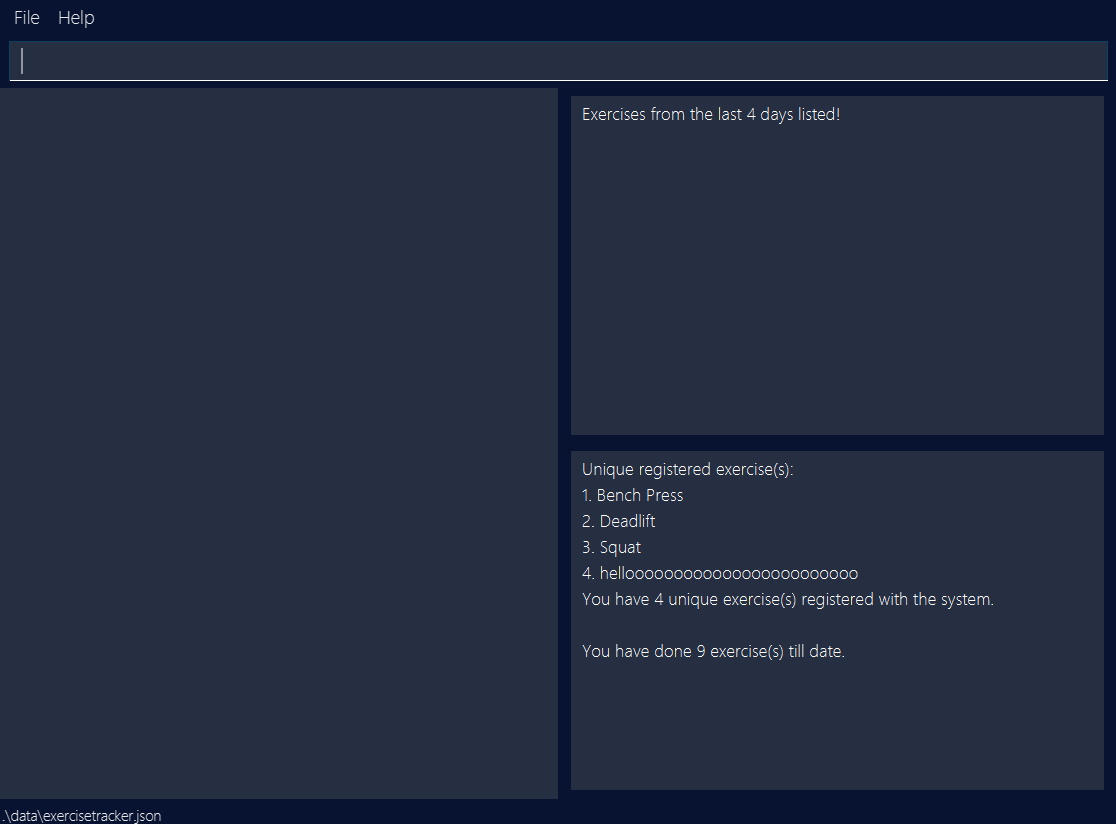 File Help
Exercises from the last 4 days listed!
Unique registered exercise(s):
1. Bench Press
2. Deadlift
3. Squat
4. helloooooooooooooooooooooooo
You have 4 unique exercise(s) registered with the system.
You have done 9 exercise(s) till date.
.\data\exercisetracker.json